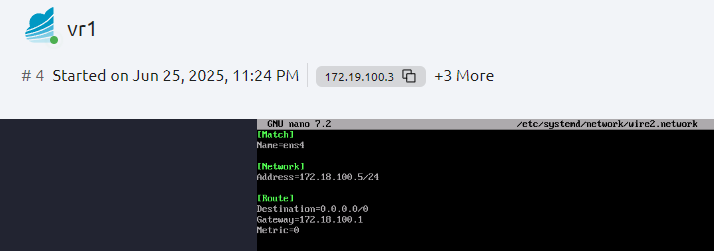 vr1
# 4 Started on Jun 25, 2025, 11:24 PM 172.19.100.3 +3 More
GNU nano 7.2 /etc/systemd/network/wire2.network
[Match]
Name=ens4
[Network]
Address=172.18.100.5/24
[Route]
Destination=0.0.0.0/0
Gateway=172.18.100.1
Metric=0